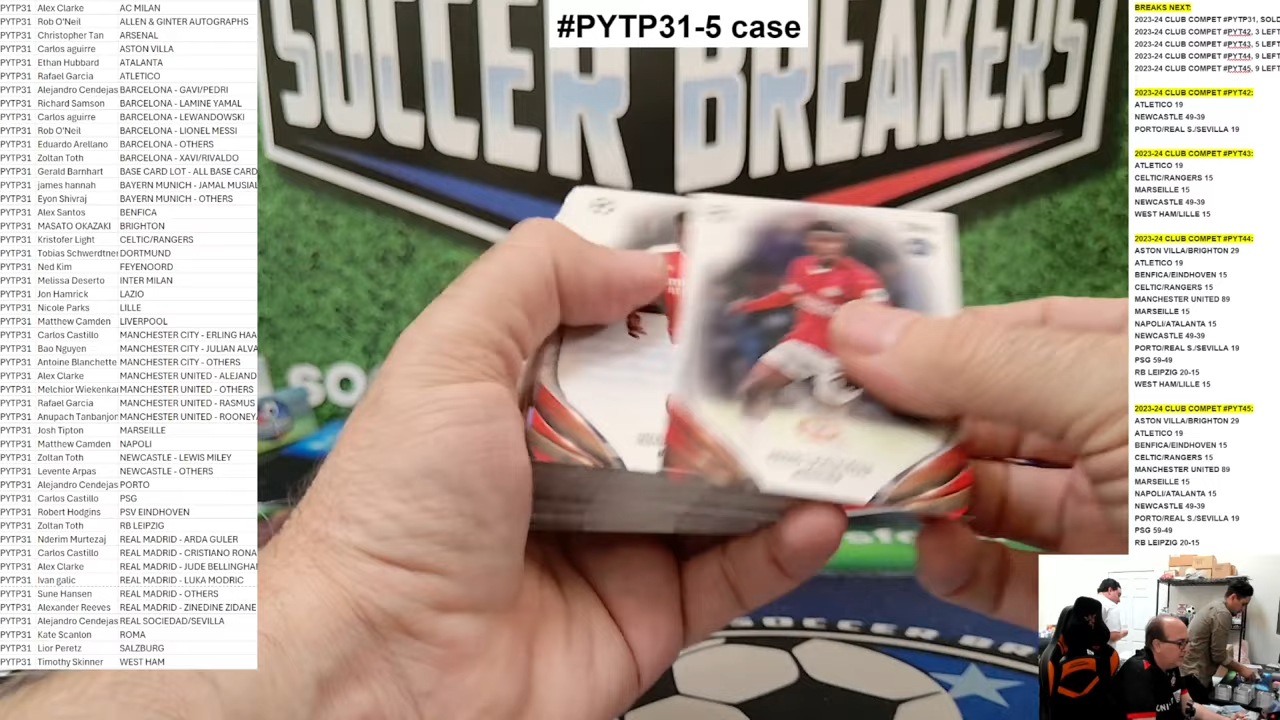 PYTP31 Alex Clarke AC MILAN
PYTP31 Rob O'Neil ALLEN & GINTER AUTOGRAPHS
PYTP31 Christopher Tan ARSENAL
PYTP31 Carlos aguirre ASTON VILLA
PYTP31 Ethan Hubbard ATALANTA
PYTP31 Rafael Garcia ATLETICO
PYTP31 Alejandro Cendejas BARCELONA - GAVI/PEDRI
PYTP31 Richard Samson BARCELONA - LAMINE YAMAL
PYTP31 Carlos aguirre BARCELONA - LEWANDOWSKI
PYTP31 Rob O'Neil BARCELONA - LIONEL MESSI
PYTP31 Eduardo Arellano BARCELONA - OTHERS
PYTP31 Zoltan Toth BARCELONA - XAVI/RIVALDO
PYTP31 Gerald Barnhart BASE CARD LOT - ALL BASE CARD
PYTP31 james hannah BAYERN MUNICH - JAMAL MUSIAL
PYTP31 Eyon Shivraj BAYERN MUNICH - OTHERS
PYTP31 Alex Santos BENFICA
PYTP31 MASATO OKAZAKI BRIGHTON
PYTP31 Kristofer Light CELTIC/RANGERS
PYTP31 Tobias Schwerdtner DORTMUND
PYTP31 Ned Kim FEYENOORD
PYTP31 Melissa Deserto INTER MILAN
PYTP31 Jon Hamrick LAZIO
PYTP31 Nicole Parks LILLE
PYTP31 Matthew Camden LIVERPOOL
PYTP31 Carlos Castillo MANCHESTER CITY - ERLING HAA
PYTP31 Bao Nguyen MANCHESTER CITY - JULIAN ALVA
PYTP31 Antoine Blanchette MANCHESTER CITY - OTHERS
PYTP31 Alex Clarke MANCHESTER UNITED - ALEJAND
PYTP31 Melchior Wiekenkar MANCHESTER UNITED - OTHERS
PYTP31 Rafael Garcia MANCHESTER UNITED - RASMUS
PYTP31 Anupach Tanbanjor MANCHESTER UNITED - ROONEY
PYTP31 Josh Tipton MARSEILLE
PYTP31 Matthew Camden NAPOLI
PYTP31 Zoltan Toth NEWCASTLE - LEWIS MILEY
PYTP31 Levente Arpas NEWCASTLE - OTHERS
PYTP31 Alejandro Cendejas PORTO
PYTP31 Carlos Castillo PSG
PYTP31 Robert Hodgins PSV EINDHOVEN
PYTP31 Zoltan Toth RB LEIPZIG
PYTP31 Nderim Murtezaj REAL MADRID - ARDA GULER
PYTP31 Carlos Castillo REAL MADRID - CRISTIANO RONA
PYTP31 Alex Clarke REAL MADRID - JUDE BELLINGHA
PYTP31 Ivan galic REAL MADRID - LUKA MODRIC
PYTP31 Sune Hansen REAL MADRID - OTHERS
PYTP31 Alexander Reeves REAL MADRID - ZINEDINE ZIDANE
PYTP31 Alejandro Cendejas REAL SOCIEDAD/SEVILLA
PYTP31 Kate Scanlon ROMA
PYTP31 Lior Peretz SALZBURG
PYTP31 Timothy Skinner WEST HAM
#PYTP31-5 case
SOCCER BREAKERS
SO
SOCCER BR
BREAKS NEXT:
2023-24 CLUB COMPET #PYTP31, SOLD
2023-24 CLUB COMPET #PYT42, 3 LEFT
2023-24 CLUB COMPET #PYT43, 5 LEFT
2023-24 CLUB COMPET #PYT44, 9 LEFT
2023-24 CLUB COMPET #PYT45, 9 LEFT
2023-24 CLUB COMPET #PYT42:
ATLETICO 19
NEWCASTLE 49-39
PORTO/REAL S./SEVILLA 19
2023-24 CLUB COMPET #PYT43:
ATLETICO 19
CELTIC/RANGERS 15
MARSEILLE 15
NEWCASTLE 49-39
WEST HAM/LILLE 15
2023-24 CLUB COMPET #PYT44:
ASTON VILLA/BRIGHTON 29
ATLETICO 19
BENFICA/EINDHOVEN 15
CELTIC/RANGERS 15
MANCHESTER UNITED 89
MARSEILLE 15
NAPOLI/ATALANTA 15
NEWCASTLE 49-39
PORTO/REAL S./SEVILLA 19
PSG 59-49
RB LEIPZIG 20-15
WEST HAM/LILLE 15
2023-24 CLUB COMPET #PYT45:
ASTON VILLA/BRIGHTON 29
ATLETICO 19
BENFICA/EINDHOVEN 15
CELTIC/RANGERS 15
MANCHESTER UNITED 89
MARSEILLE 15
NAPOLI/ATALANTA 15
NEWCASTLE 49-39
PORTO/REAL S./SEVILLA 19
PSG 59-49
RB LEIPZIG 20-15